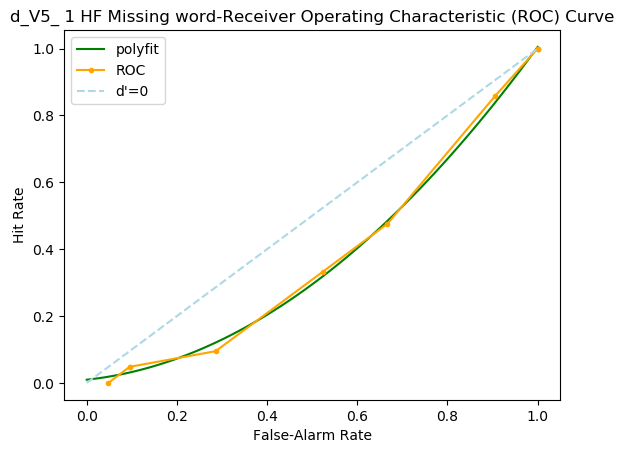 d_V5_ 1 HF Missing word-Receiver Operating Characteristic (ROC) Curve
polyfit
ROC
d'=0
Hit Rate
1.0
0.8
0.6
0.4
0.2
0.0
0.0 0.2 0.4 0.6 0.8 1.0
False-Alarm Rate